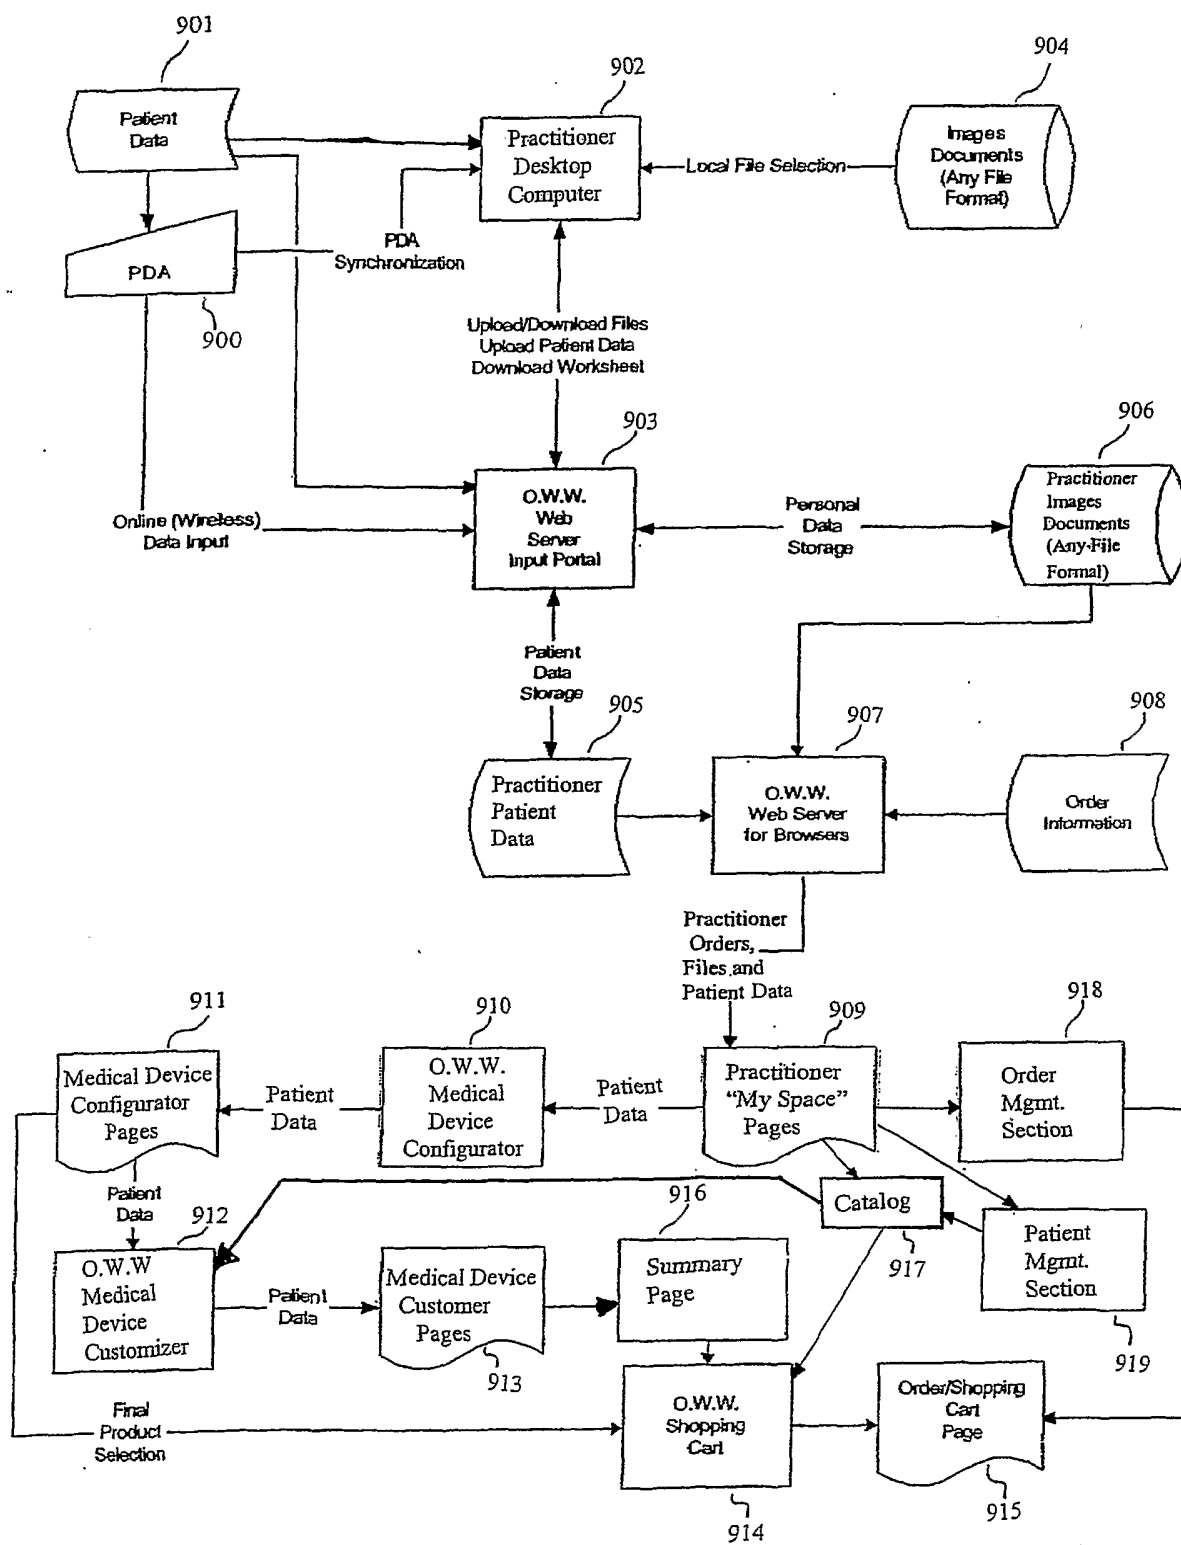 901
902
904
Patient
Data
Practitioner
Desktop
Computer
Local File Selection
Images
Documents
(Any File
Format)
PDA
900
PDA
Synchronization
Upload/Download Files
Upload Patient Data
Download Worksheet
903
906
O.W.W.
Web
Server
Input Portal
Online (Wireless)
Data Input
Personal
Data
Storage
Practitioner
Images
Documents
(Any File
Formal)
Patient
Data
Storage
905
907
908
Practitioner
Patient
Data
O.W.W.
Web Server
for Browsers
Order
Information
Practitioner
Orders,
Files and
Patient Data
911
910
909
918
Medical Device
Configurator
Pages
Patient
Data
O.W.W.
Medical
Device
Configurator
Patient
Data
Practitioner
"My Space"
Pages
Order
Mgmt.
Section
Patient
Data
912
916
Catalog
917
O.W.W
Medical
Device
Customizer
Patient
Data
Medical Device
Customer
Pages
913
Summary
Page
Patient
Mgmt.
Section
919
Final
Product
Selection
O.W.W.
Shopping
Cart
914
Order/Shopping
Cart
Page
915